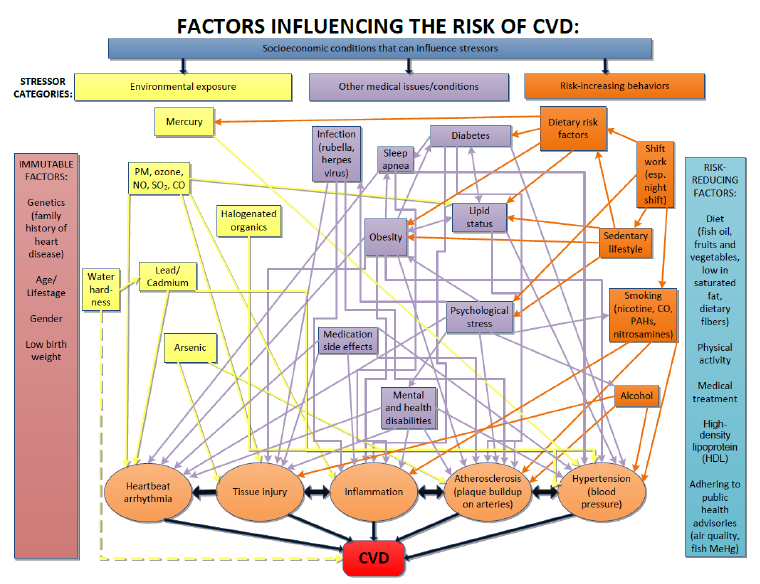 FACTORS INFLUENCING THE RISK OF CVD:
Socioeconomic conditions that can influence stressors
STRESSOR
CATEGORIES:
Environmental exposure
Other medical issues/conditions
Risk-increasing behaviors
IMMUTABLE
FACTORS:
Genetics
(family
history of
heart
disease)
Age/
Lifestage
Gender
Low birth
weight
Mercury
PM, ozone,
NO, SO₂, CO
Halogenated
organics
Water
hard-
ness
Lead/
Cadmium
Arsenic
Infection
(rubella,
herpes
virus)
Sleep
apnea
Diabetes
Lipid
status
Obesity
Psychological
stress
Medication
side effects
Mental
and health
disabilities
Dietary risk
factors
Shift
work
(esp.
night
shift)
Sedentary
lifestyle
Smoking
(nicotine, CO,
PAHs,
nitrosamines)
Alcohol
RISK-
REDUCING
FACTORS:
Diet
(fish oil,
fruits and
vegetables,
low in
saturated
fat,
dietary
fibers)
Physical
activity
Medical
treatment
High-
density
lipoprotein
(HDL)
Adhering to
public
health
advisories
(air quality,
fish MeHg)
Heartbeat
arrhythmia
Tissue injury
Inflammation
Atherosclerosis
(plaque buildup
on arteries)
Hypertension
(blood
pressure)
CVD